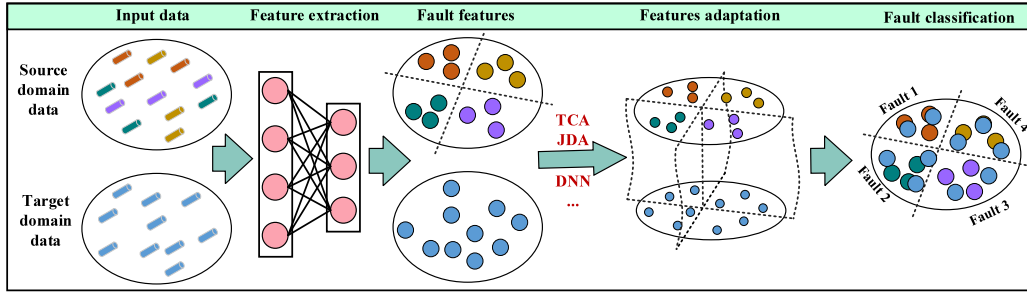 Input data
Feature extraction
Fault features
Features adaptation
Fault classification
Source
domain
data
Target
domain
data
TCA
JDA
DNN
...
Fault 1
Fault 4
Fault 2
Fault 3